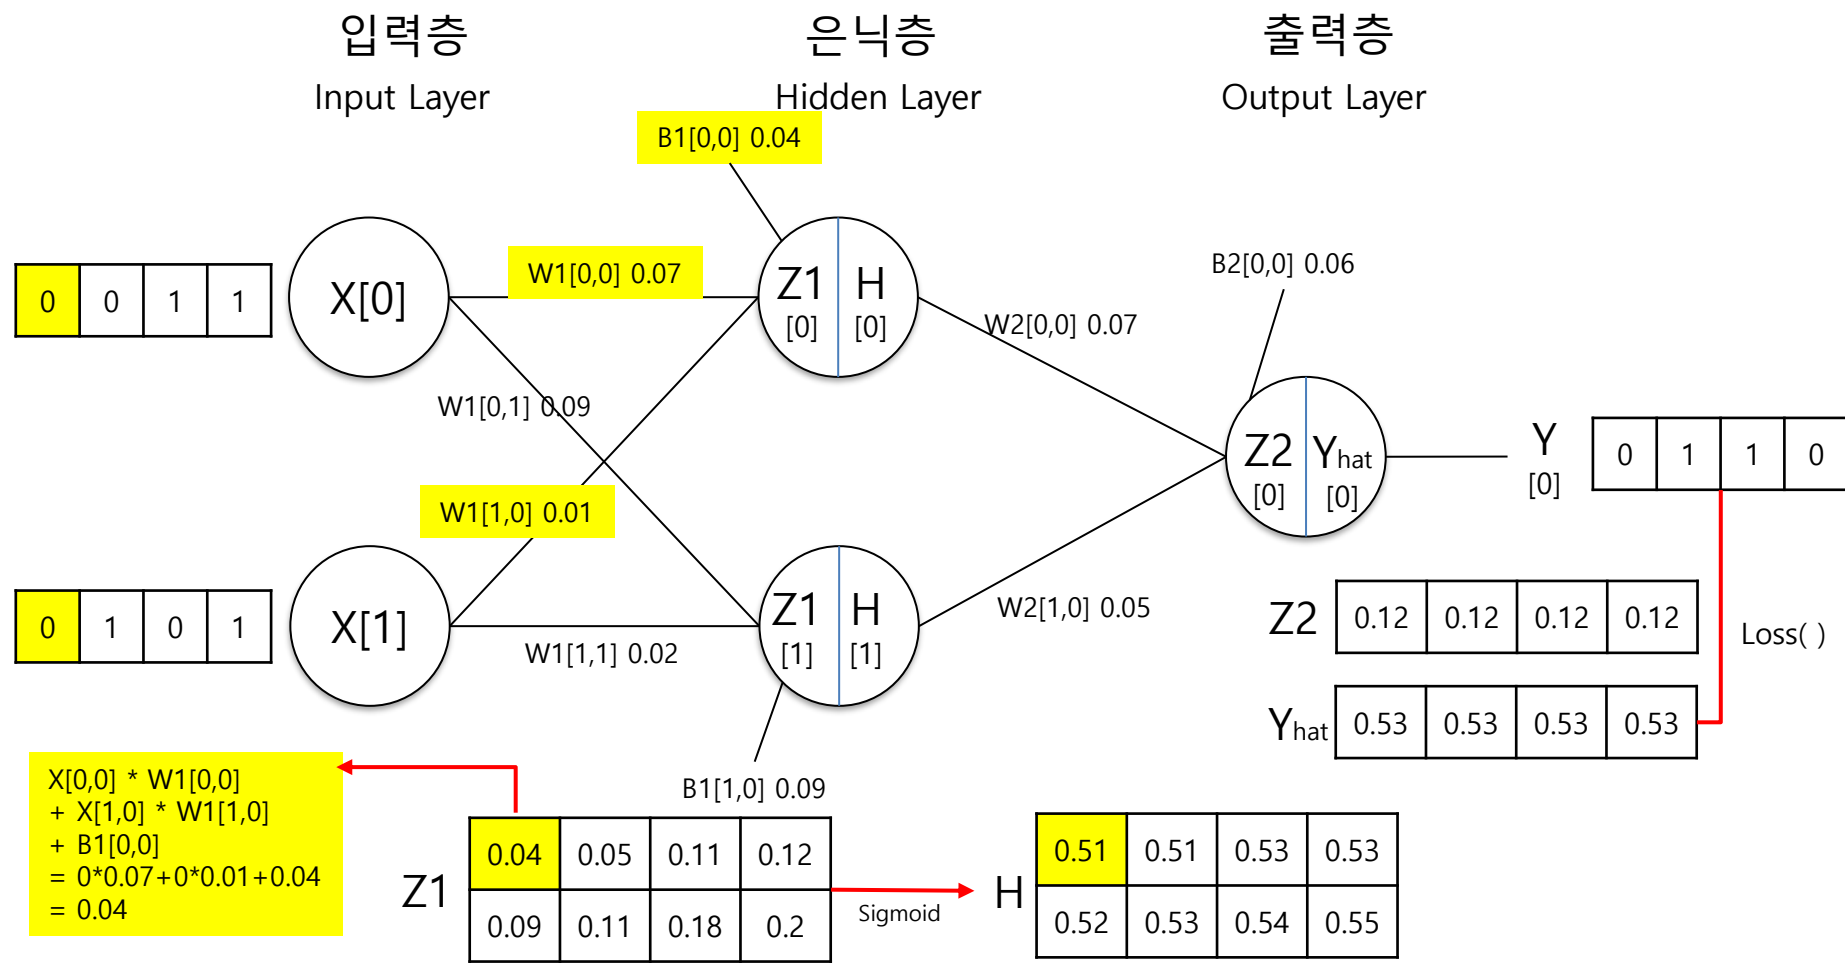 입력층
Input Layer
은닉층
Hidden Layer
출력층
Output Layer
B1[0,0] 0.04
0 0 1 1
X[0]
W1[0,0] 0.07
Z1 H
[0] [0]
B2[0,0] 0.06
W2[0,0] 0.07
W1[0,1] 0.09
W1[1,0] 0.01
Z2 Yhat
[0] [0]
Y
[0]
0 1 1 0
0 1 0 1
X[1]
W1[1,1] 0.02
Z1 H
[1] [1]
W2[1,0] 0.05
B1[1,0] 0.09
Z2 0.12 0.12 0.12 0.12
Loss( )
Yhat 0.53 0.53 0.53 0.53
X[0,0] * W1[0,0]
+ X[1,0] * W1[1,0]
+ B1[0,0]
= 0*0.07+0*0.01+0.04
= 0.04
Z1
0.04 0.05 0.11 0.12
0.09 0.11 0.18 0.2
Sigmoid
H
0.51 0.51 0.53 0.53
0.52 0.53 0.54 0.55